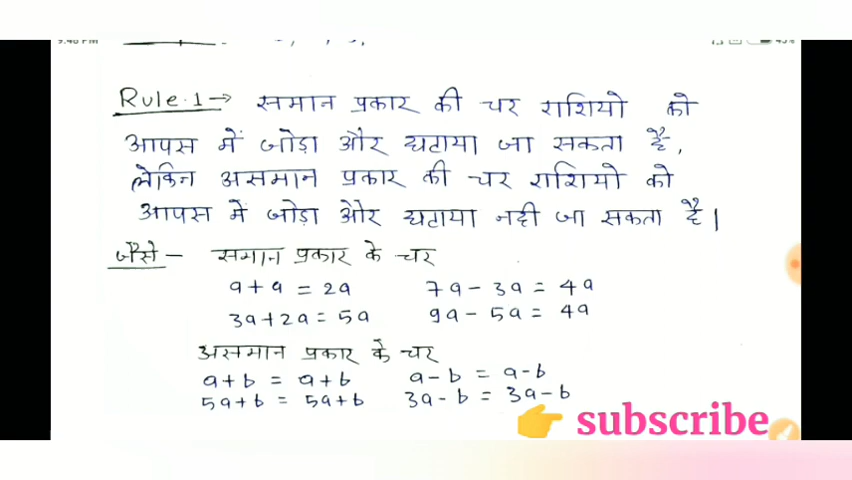 Rule.1→ समान प्रकार की चर राशियो को
आपस में जोड़ा और घटाया जा सकता है,
लेकिन असमान प्रकार की चर राशियो को
आपस में जोड़ा और घटाया नही जा सकता है।
जैसे - समान प्रकार के चर
a+a = 2a 7a - 3a = 4a
3a+2a = 5a 9a - 5a = 4a
असमान प्रकार के चर
a+b = a+b a-b = a-b
5a+b = 5a+b 3a-b = 3a-b
👉 subscribe